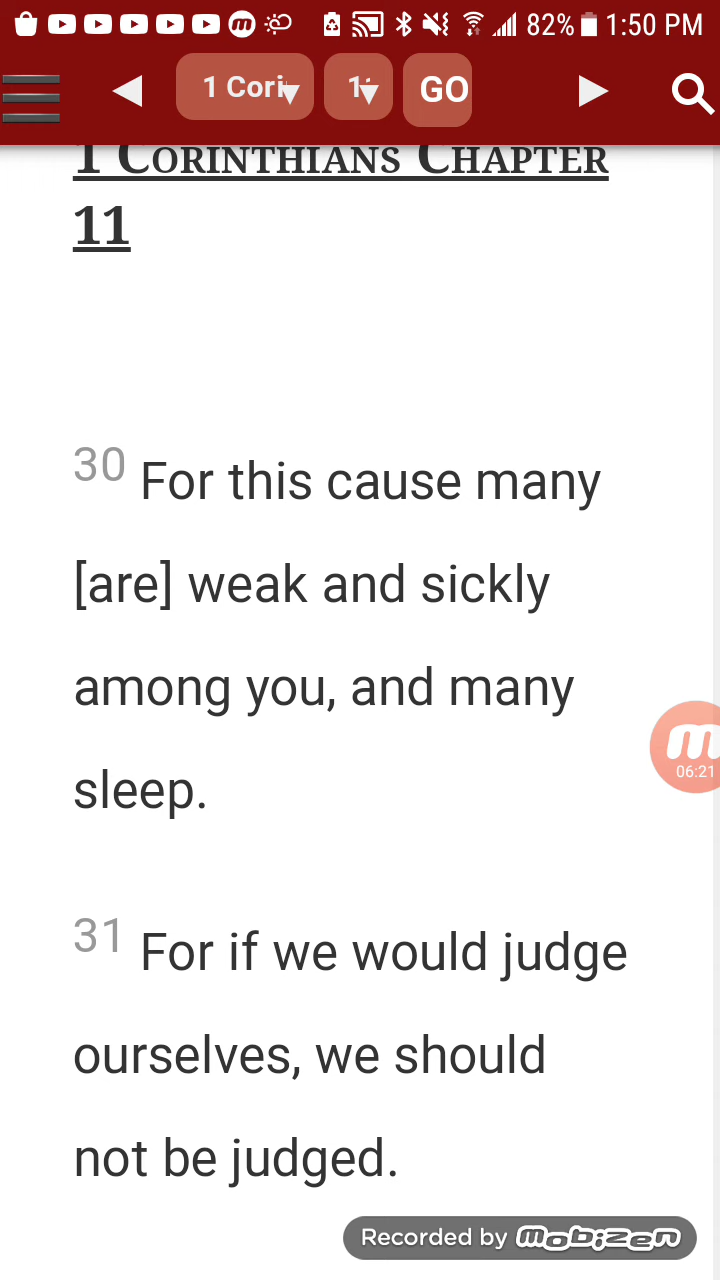 82% 1:50 PM
1 Cori GO
1 Corinthians Chapter
11
30 For this cause many
[are] weak and sickly
among you, and many
sleep.
06:21
31 For if we would judge
ourselves, we should
not be judged.
Recorded by mobizen